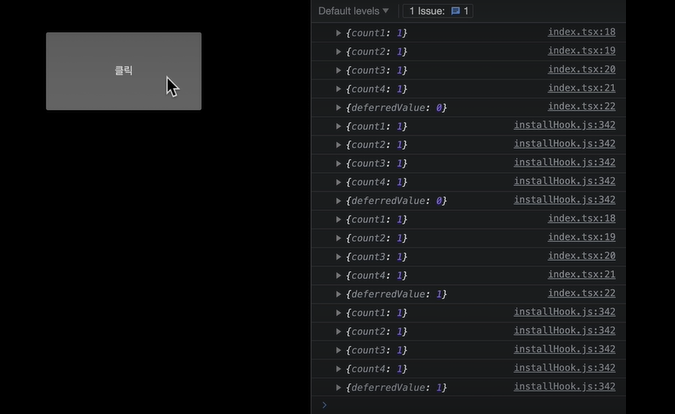 Default levels ▼ 1 Issue: 1
클릭
▶ {count1: 1} index.tsx:18
▶ {count2: 1} index.tsx:19
▶ {count3: 1} index.tsx:20
▶ {count4: 1} index.tsx:21
▶ {deferredValue: 0} index.tsx:22
▶ {count1: 1} installHook.js:342
▶ {count2: 1} installHook.js:342
▶ {count3: 1} installHook.js:342
▶ {count4: 1} installHook.js:342
▶ {deferredValue: 0} installHook.js:342
▶ {count1: 1} index.tsx:18
▶ {count2: 1} index.tsx:19
▶ {count3: 1} index.tsx:20
▶ {count4: 1} index.tsx:21
▶ {deferredValue: 1} index.tsx:22
▶ {count1: 1} installHook.js:342
▶ {count2: 1} installHook.js:342
▶ {count3: 1} installHook.js:342
▶ {count4: 1} installHook.js:342
▶ {deferredValue: 1} installHook.js:342
>